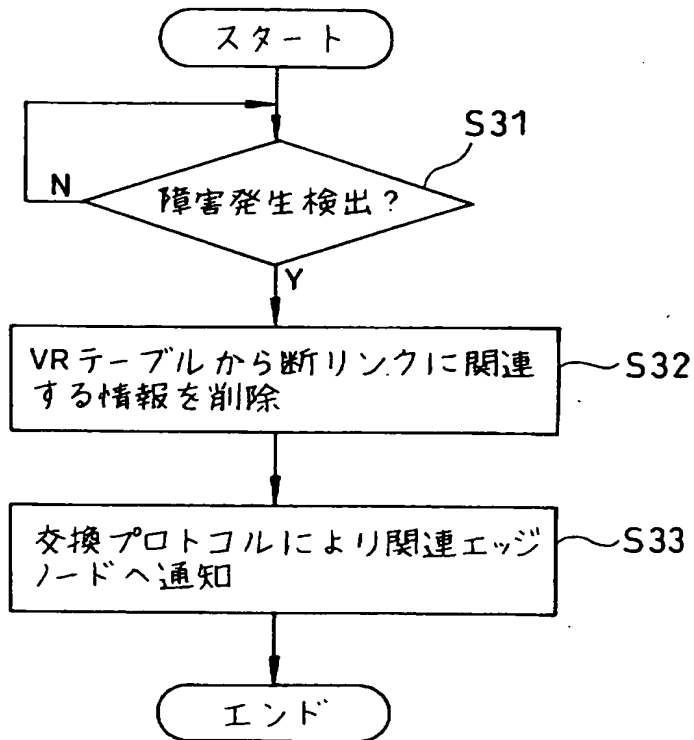 スタート
S31
N
障害発生検出?
Y
VRテーブルから断リンクに関連
する情報を削除
S32
交換プロトコルにより関連エッジ
ノードへ通知
S33
エンド